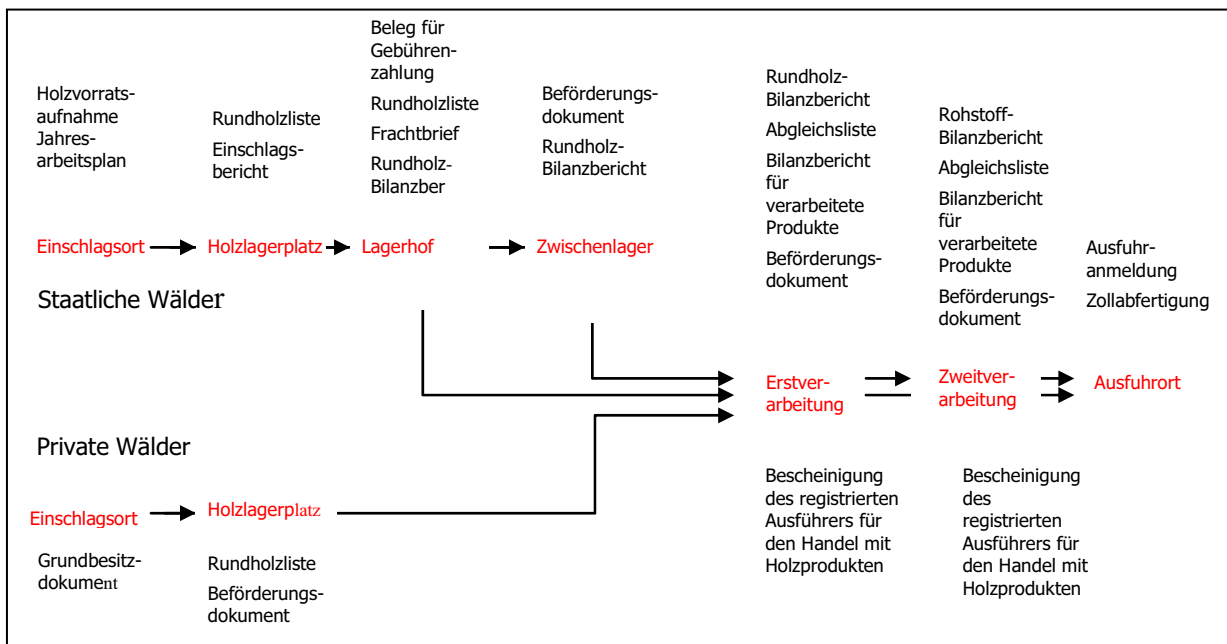 Holzvorrats-
aufnahme
Jahres-
arbeitsplan
Rundholzliste
Einschlags-
bericht
Beleg für
Gebühren-
zahlung
Rundholzliste
Frachtbrief
Rundholz-
Bilanzber
Beförderungs-
dokument
Rundholz-
Bilanzbericht
Rundholz-
Bilanzbericht
Abgleichsliste
Bilanzbericht
für
verarbeitete
Produkte
Beförderungs-
dokument
Rohstoff-
Bilanzbericht
Abgleichsliste
Bilanzbericht
für
verarbeitete
Produkte
Beförderungs-
dokument
Ausfuhr-
anmeldung
Zollabfertigung
Einschlagsort
Holzlagerplatz
Lagerhof
Zwischenlager
Staatliche Wälder
Erstver-
arbeitung
Zweitver-
arbeitung
Ausfuhrort
Private Wälder
Einschlagsort
Holzlagerplatz
Grundbesitz-
dokument
Rundholzliste
Beförderungs-
dokument
Bescheinigung
des registrierten
Ausführers für
den Handel mit
Holzprodukten
Bescheinigung
des
registrierten
Ausführers für
den Handel mit
Holzprodukten